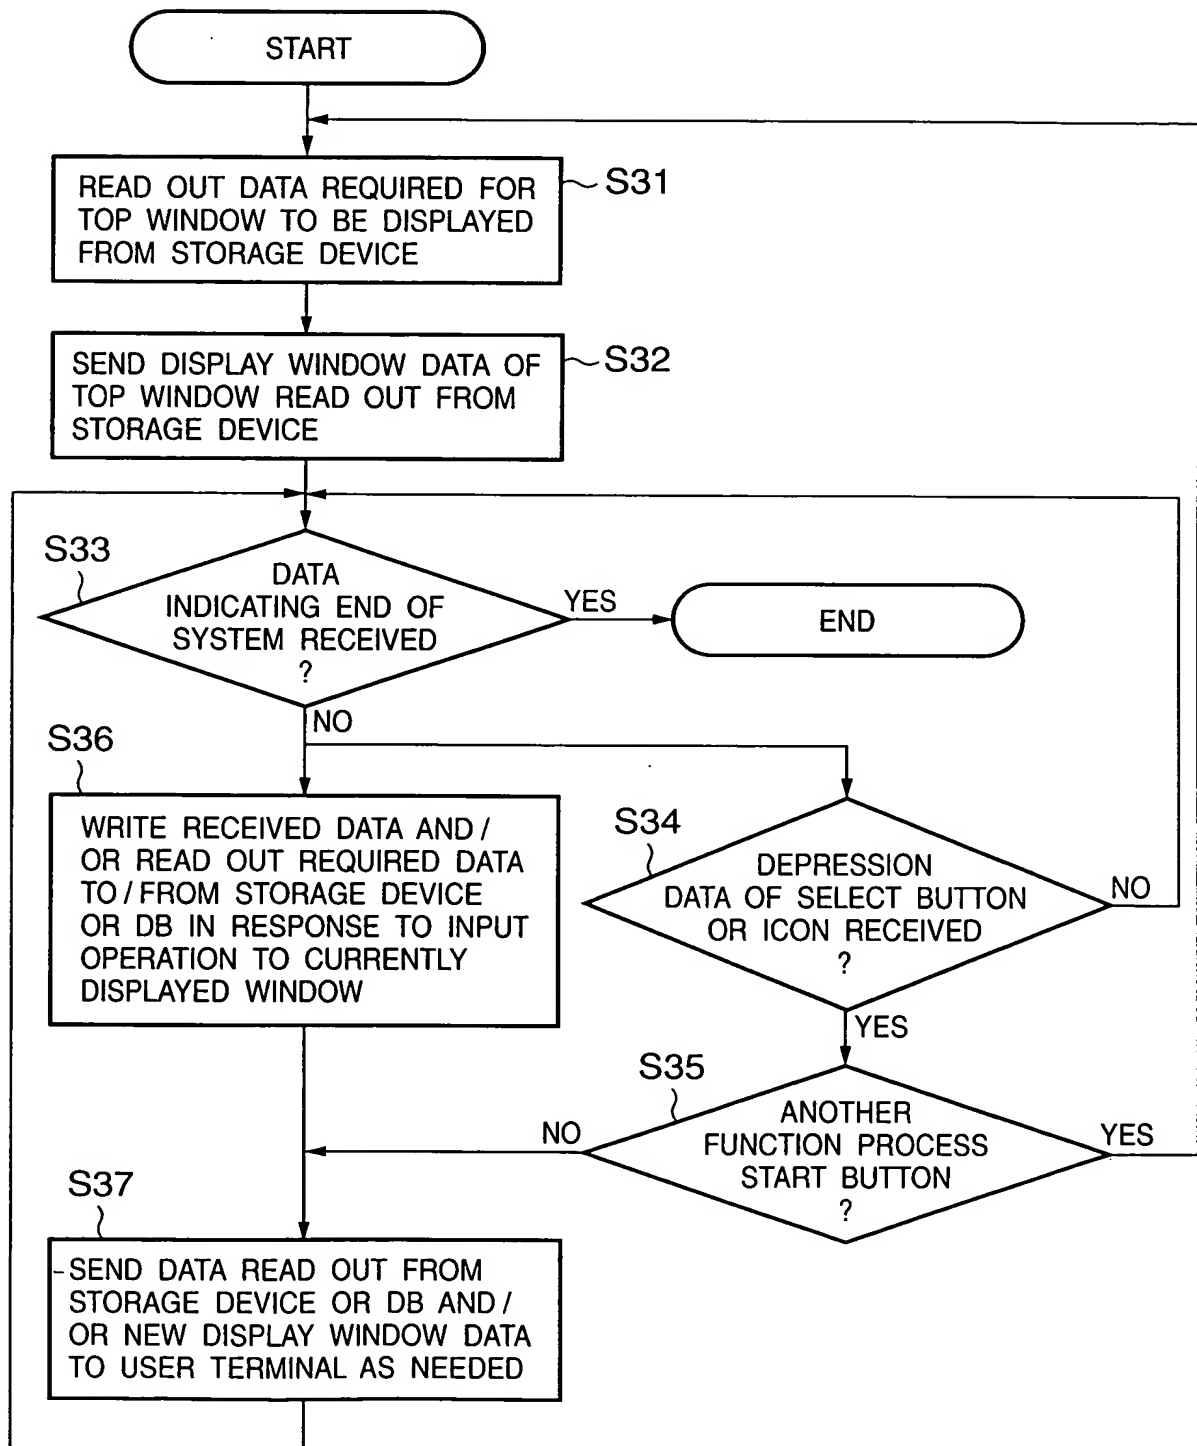 START
READ OUT DATA REQUIRED FOR
TOP WINDOW TO BE DISPLAYED
FROM STORAGE DEVICE
S31
SEND DISPLAY WINDOW DATA OF
TOP WINDOW READ OUT FROM
STORAGE DEVICE
S32
S33
DATA
INDICATING END OF
SYSTEM RECEIVED
?
YES
END
NO
S36
WRITE RECEIVED DATA AND /
OR READ OUT REQUIRED DATA
TO / FROM STORAGE DEVICE
OR DB IN RESPONSE TO INPUT
OPERATION TO CURRENTLY
DISPLAYED WINDOW
S34
DEPRESSION
DATA OF SELECT BUTTON
OR ICON RECEIVED
?
NO
YES
S35
ANOTHER
FUNCTION PROCESS
START BUTTON
?
NO
YES
S37
SEND DATA READ OUT FROM
STORAGE DEVICE OR DB AND /
OR NEW DISPLAY WINDOW DATA
TO USER TERMINAL AS NEEDED